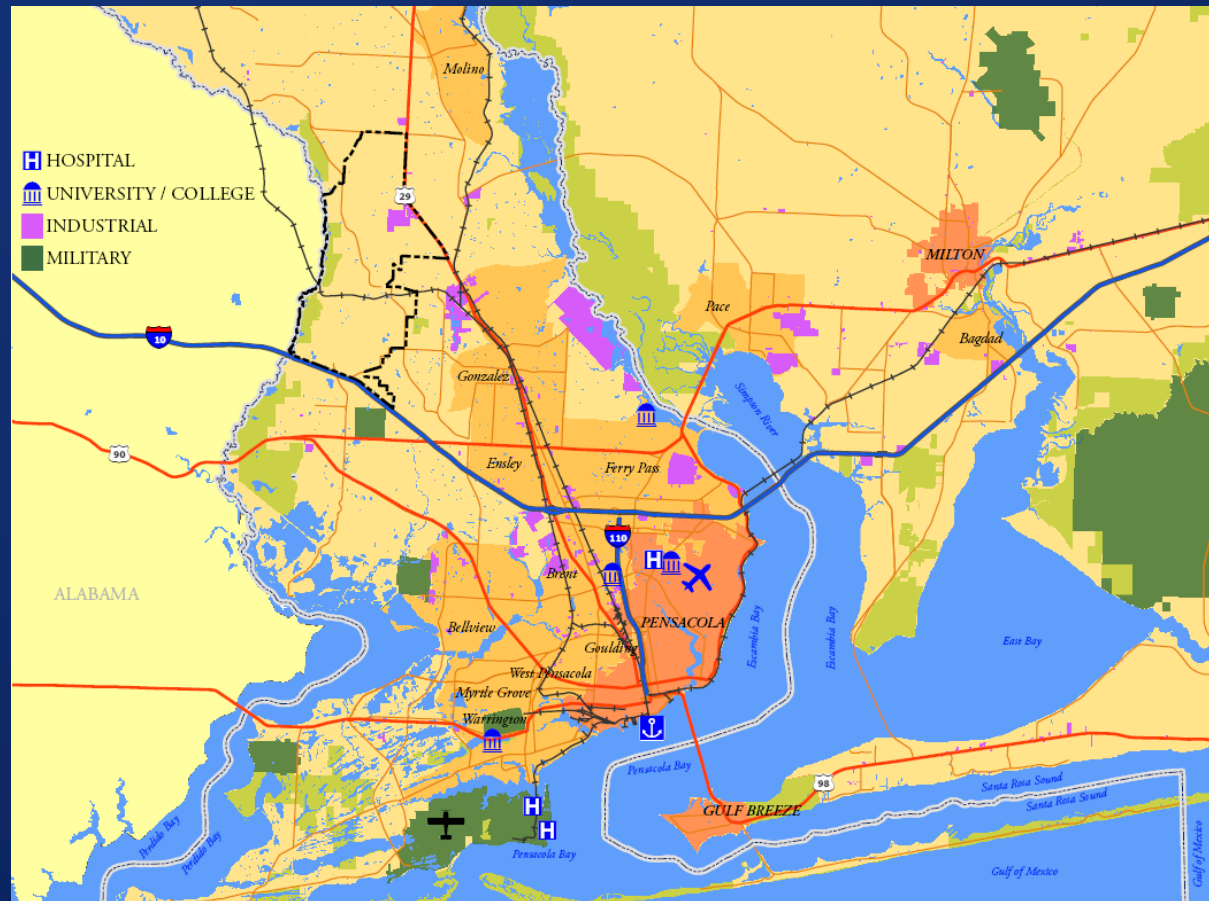 Molino
HOSPITAL
UNIVERSITY / COLLEGE
INDUSTRIAL
MILITARY
29
MILTON
Pace
Bagdad
10
Gonzalez
Simpson River
90
Ensley
Ferry Pass
110
Brent
ALABAMA
PENSACOLA
Bellview
Goulding
Escambia Bay
Escambia Bay
East Bay
West Pensacola
Myrtle Grove
Warrington
Pensacola Bay
98
GULF BREEZE
Santa Rosa Sound
Santa Rosa Sound
Perdido Bay
Perdido Bay
Pensacola Bay
Gulf of Mexico
Gulf of Mexico
H
H
H
H